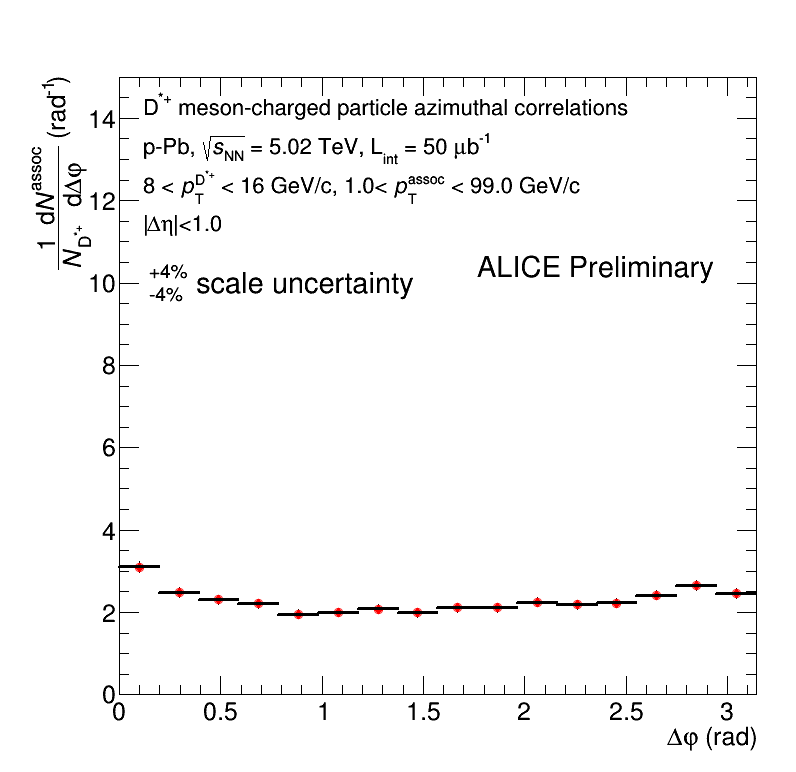 D*+ meson-charged particle azimuthal correlations
p-Pb, √sNN = 5.02 TeV, Lint = 50 μb-1
8 < pTD*+ < 16 GeV/c, 1.0< pTassoc < 99.0 GeV/c
|Δη|<1.0
+4%
-4% scale uncertainty
ALICE Preliminary
1 dNassoc
ND*+ dΔφ (rad-1)
14
12
10
8
6
4
2
0
0 0.5 1 1.5 2 2.5 3
Δφ (rad)